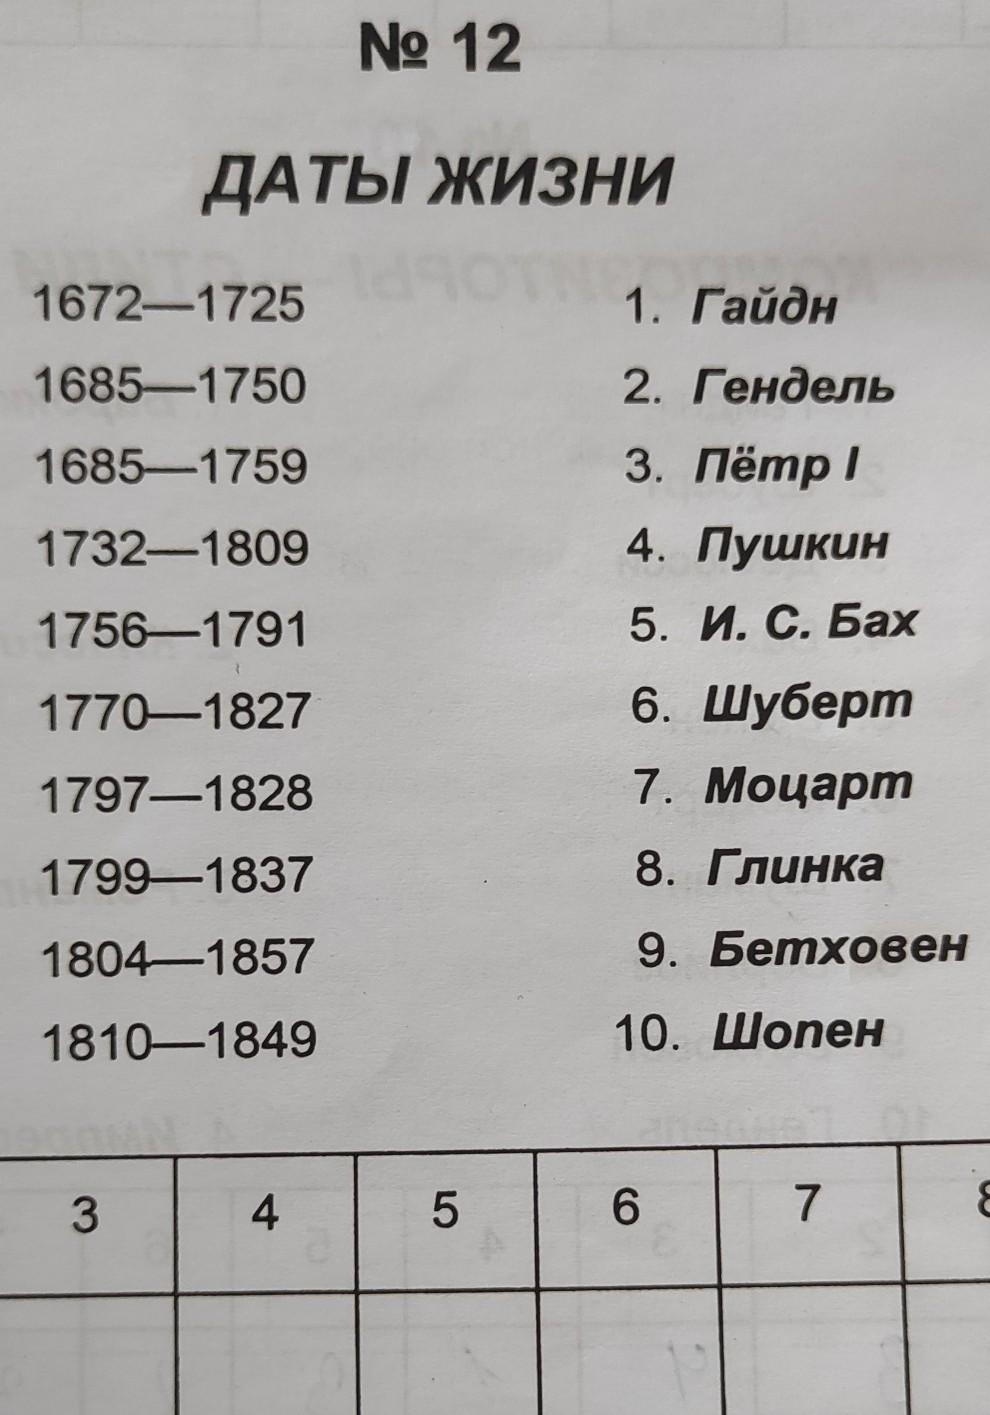 № 12
ДАТЫ ЖИЗНИ
1672—1725 1. Гайдн
1685—1750 2. Гендель
1685—1759 3. Пётр I
1732—1809 4. Пушкин
1756—1791 5. И. С. Бах
1770—1827 6. Шуберт
1797—1828 7. Моцарт
1799—1837 8. Глинка
1804—1857 9. Бетховен
1810—1849 10. Шопен
3 4 5 6 7